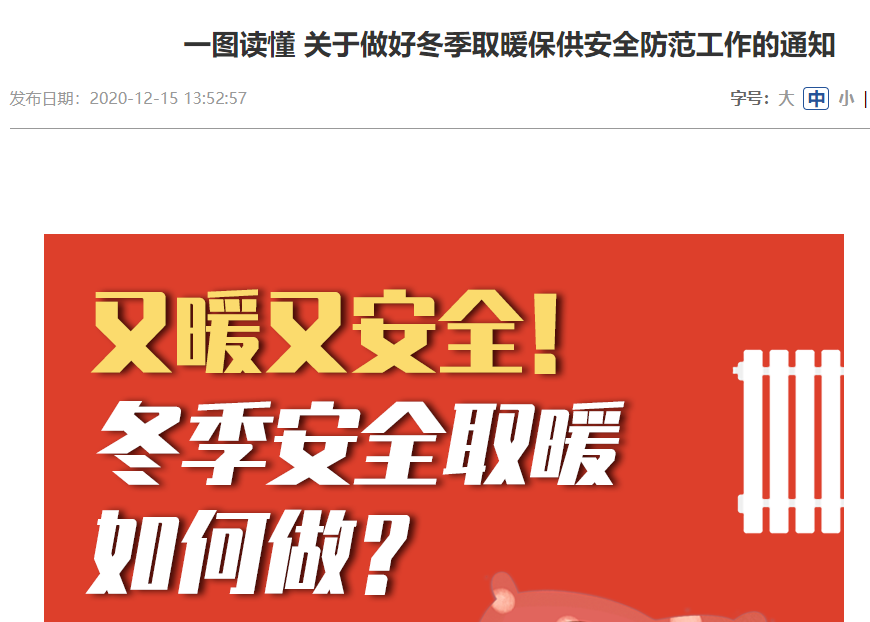 一图读懂 关于做好冬季取暖保供安全防范工作的通知
发布日期：2020-12-15 13:52:57
字号：大 中 小 |
又暖又安全！
冬季安全取暖
如何做？